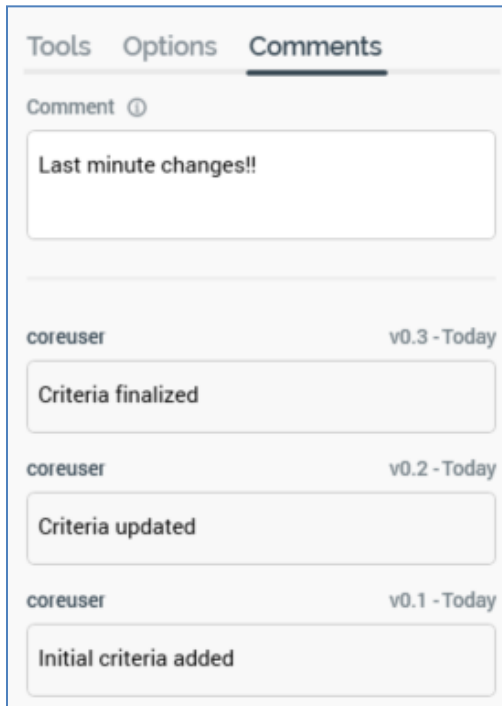 Tools Options Comments
Comment ⓘ
Last minute changes!!
coreuser v0.3 - Today
Criteria finalized
coreuser v0.2 - Today
Criteria updated
coreuser v0.1 - Today
Initial criteria added